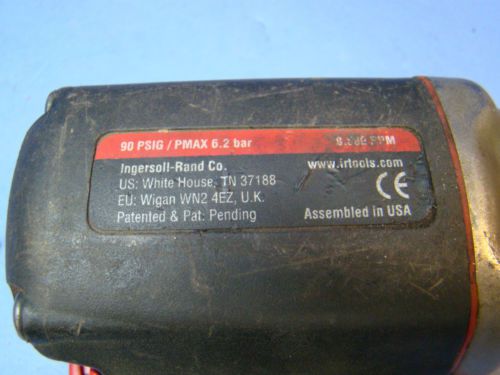 90 PSIG / PMAX 6.2 bar RPM
Ingersoll-Rand Co. www.irtools.com
US: White House, TN 37188
EU: Wigan WN2 4EZ, U.K. CE
Patented & Pat: Pending Assembled in USA